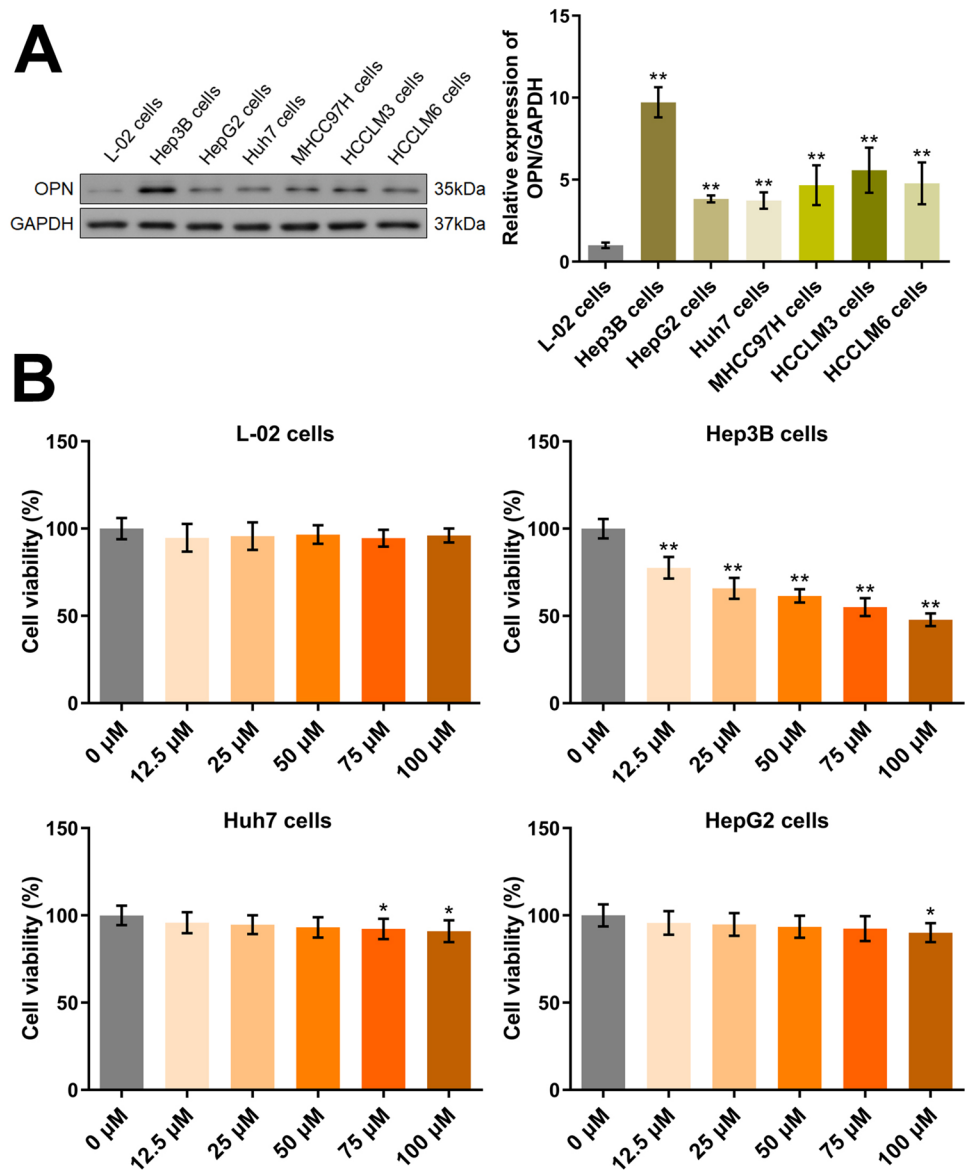 A
L-02 cells
Hep3B cells
HepG2 cells
Huh7 cells
MHCC97H cells
HCCLM3 cells
HCCLM6 cells
OPN
35kDa
GAPDH
37kDa
Relative expression of
OPN/GAPDH
15
10
5
0
**
**
**
**
**
**
L-02 cells
Hep3B cells
HepG2 cells
Huh7 cells
MHCC97H cells
HCCLM3 cells
HCCLM6 cells
B
L-02 cells
Cell viability (%)
150
100
50
0
0 μM
12.5 μM
25 μM
50 μM
75 μM
100 μM
Hep3B cells
Cell viability (%)
150
100
50
0
**
**
**
**
**
0 μM
12.5 μM
25 μM
50 μM
75 μM
100 μM
Huh7 cells
Cell viability (%)
150
100
50
0
*
*
0 μM
12.5 μM
25 μM
50 μM
75 μM
100 μM
HepG2 cells
Cell viability (%)
150
100
50
0
*
0 μM
12.5 μM
25 μM
50 μM
75 μM
100 μM